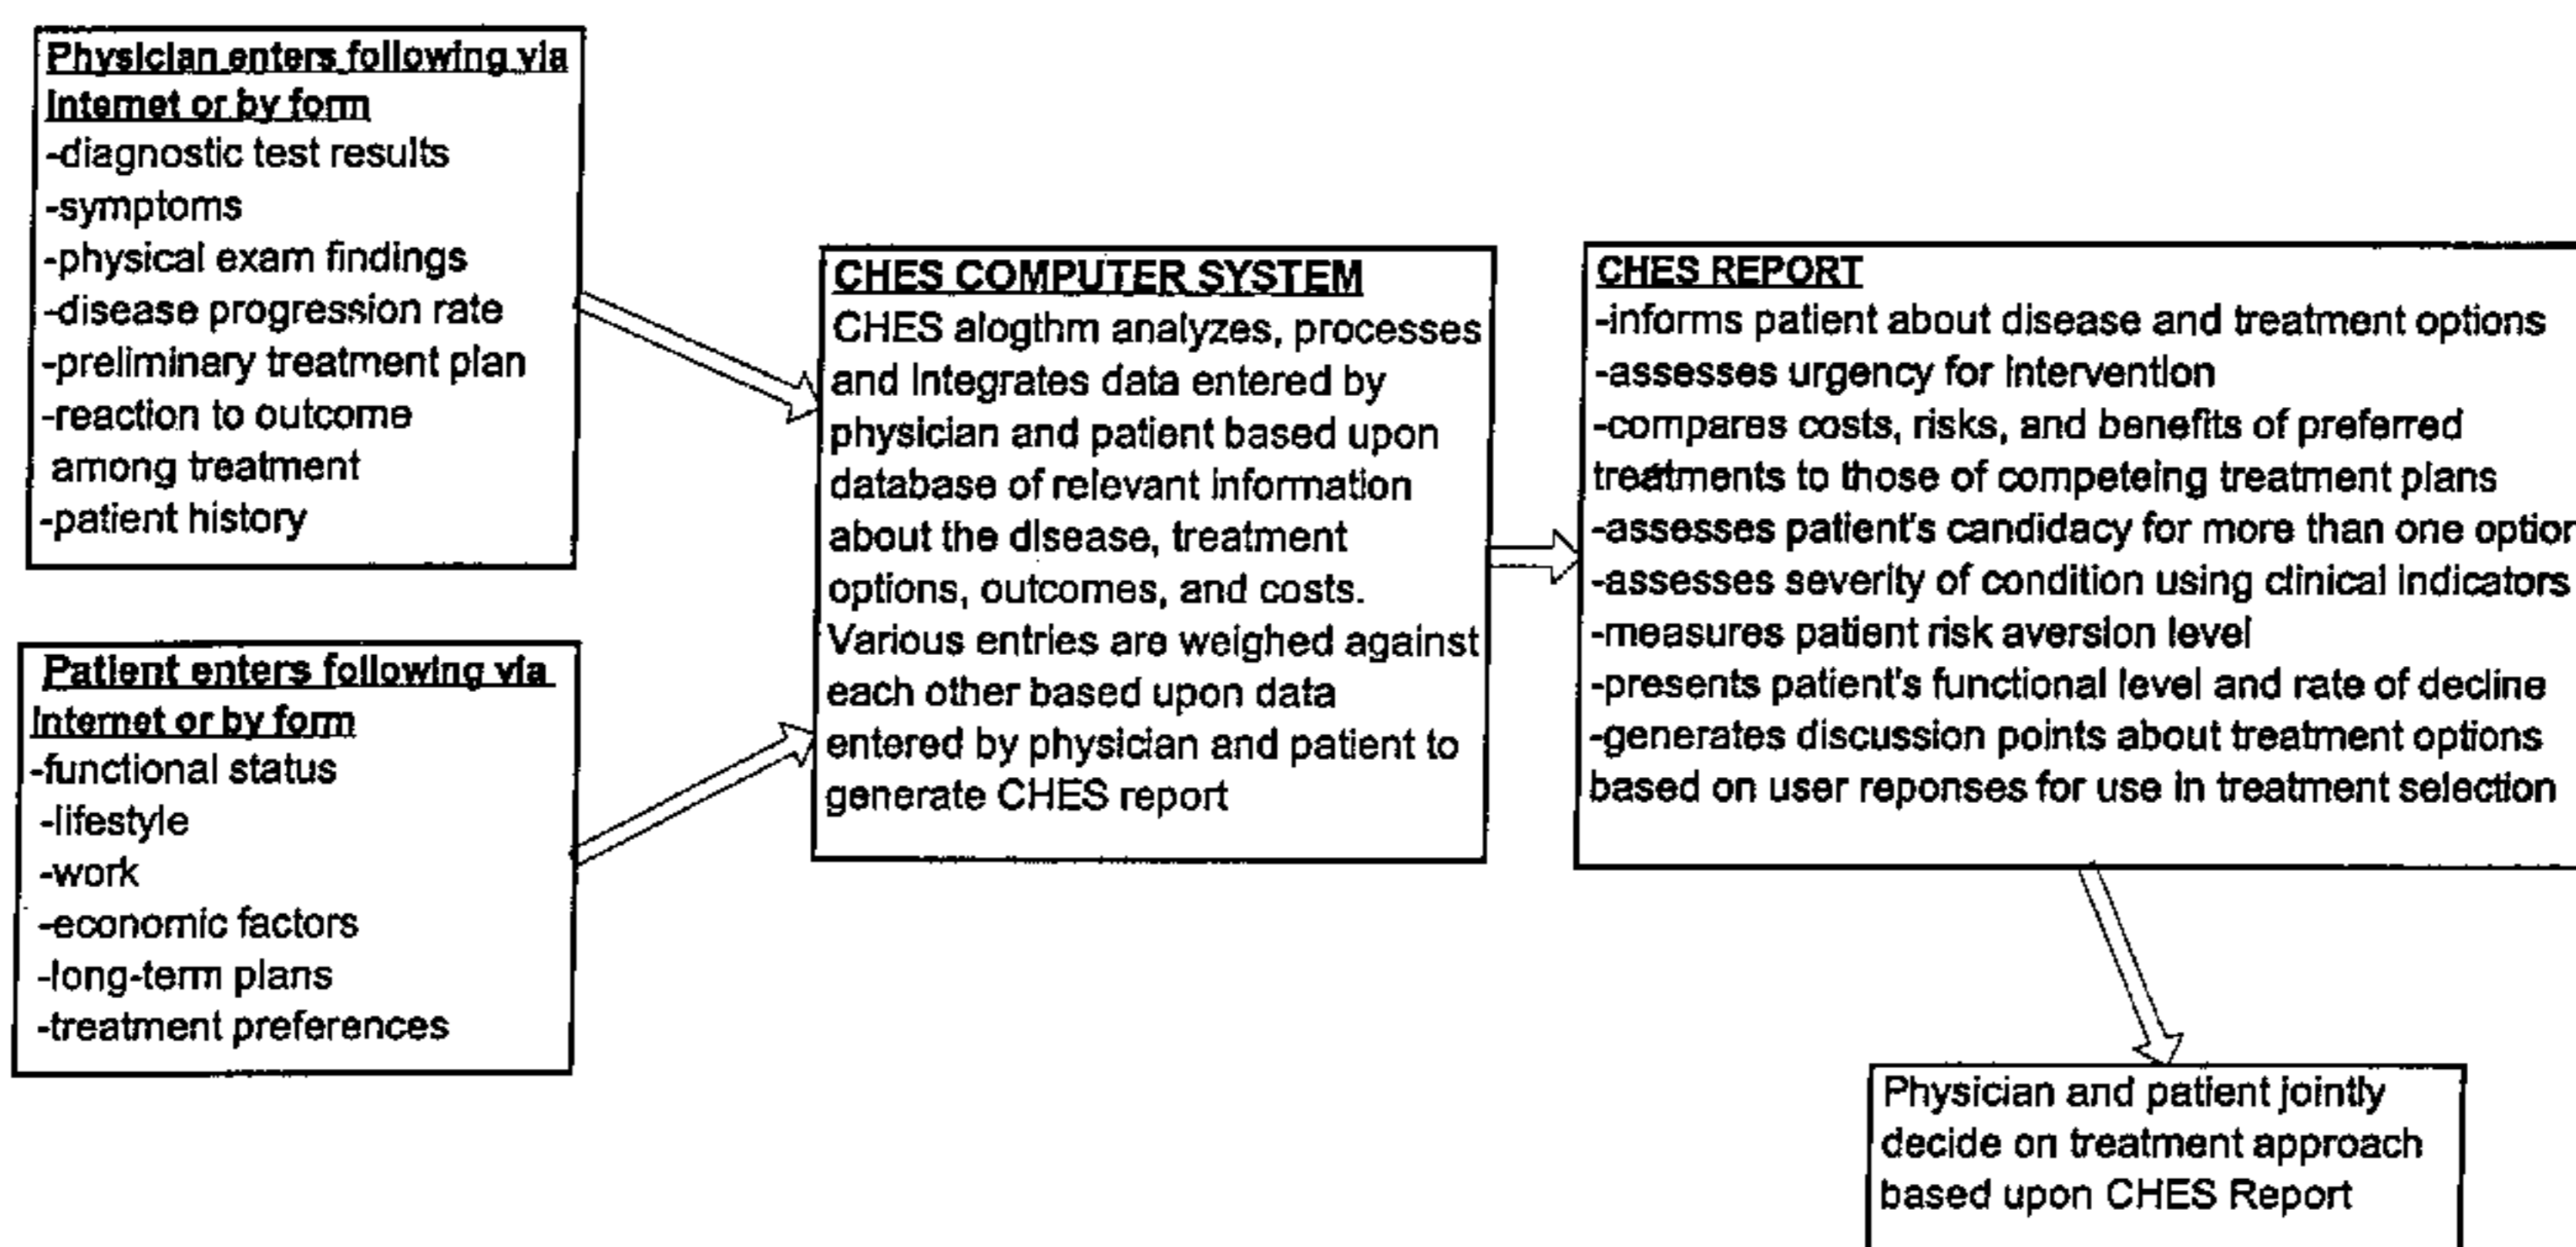 Physician enters following via
Internet or by form
-diagnostic test results
-symptoms
-physical exam findings
-disease progression rate
-preliminary treatment plan
-reaction to outcome
among treatment
-patient history
Patient enters following via
Internet or by form
-functional status
-lifestyle
-work
-economic factors
-long-term plans
-treatment preferences
CHES COMPUTER SYSTEM
CHES alogthm analyzes, processes
and integrates data entered by
physician and patient based upon
database of relevant information
about the disease, treatment
options, outcomes, and costs.
Various entries are weighed against
each other based upon data
entered by physician and patient to
generate CHES report
CHES REPORT
-informs patient about disease and treatment options
-assesses urgency for intervention
-compares costs, risks, and benefits of preferred
treatments to those of competeing treatment plans
-assesses patient's candidacy for more than one option
-assesses severity of condition using clinical indicators
-measures patient risk aversion level
-presents patient's functional level and rate of decline
-generates discussion points about treatment options
based on user reponses for use in treatment selection
Physician and patient jointly
decide on treatment approach
based upon CHES Report